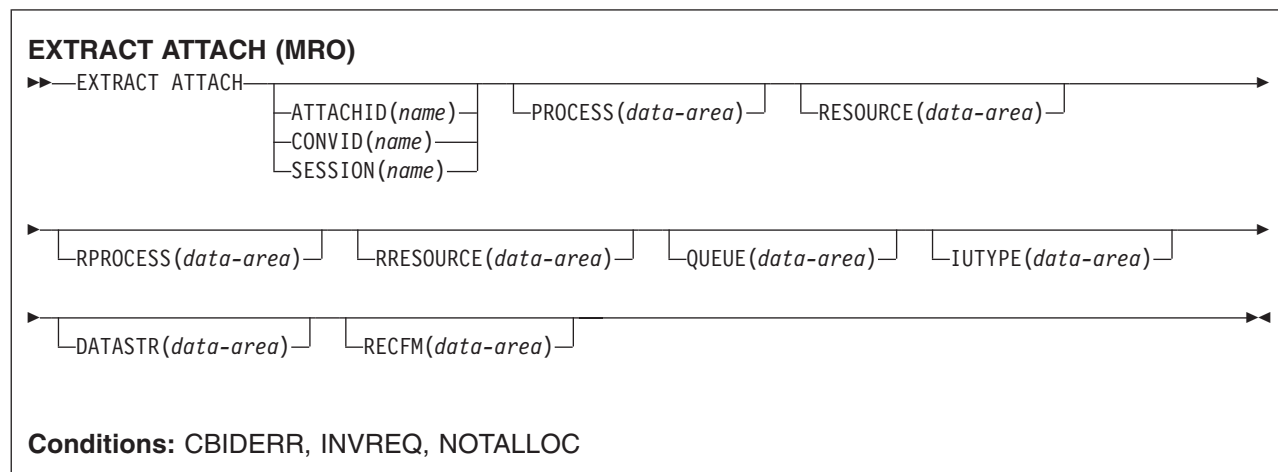 EXTRACT ATTACH (MRO)
EXTRACT ATTACH
ATTACHID(name) PROCESS(data-area) RESOURCE(data-area)
CONVID(name)
SESSION(name)
RPROCESS(data-area) RRESOURCE(data-area) QUEUE(data-area) IUTYPE(data-area)
DATASTR(data-area) RECFM(data-area)
Conditions: CBIDERR, INVREQ, NOTALLOC